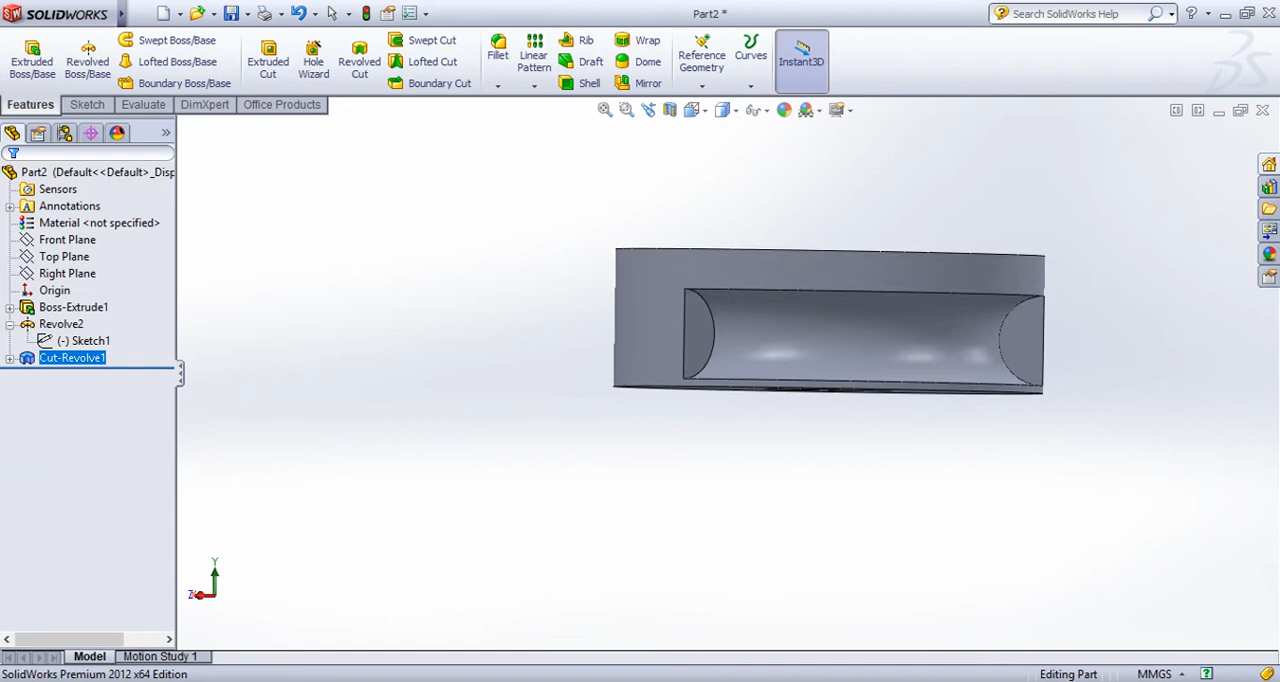 SOLIDWORKS
Part2 *
Search SolidWorks Help
Extruded Boss/Base
Revolved Boss/Base
Swept Boss/Base
Lofted Boss/Base
Boundary Boss/Base
Extruded Cut
Hole Wizard
Revolved Cut
Swept Cut
Lofted Cut
Boundary Cut
Fillet
Linear Pattern
Rib
Draft
Shell
Wrap
Dome
Mirror
Reference Geometry
Curves
Instant3D
Features
Sketch
Evaluate
DimXpert
Office Products
Part2 (Default<<Default>_Disp
Sensors
Annotations
Material <not specified>
Front Plane
Top Plane
Right Plane
Origin
Boss-Extrude1
Revolve2
(-) Sketch1
Cut-Revolve1
Y
Z
Model
Motion Study 1
SolidWorks Premium 2012 x64 Edition
Editing Part
MMGS